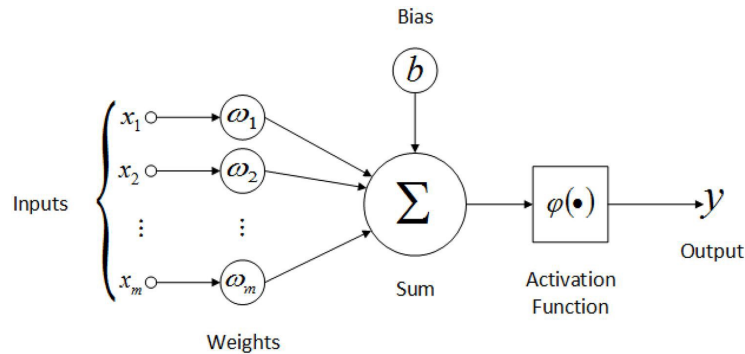 Bias
b
x₁ ω₁
x₂ ω₂
Inputs
⋮ ⋮
Σ φ(•) y
Output
xₘ ωₘ
Sum
Activation
Function
Weights